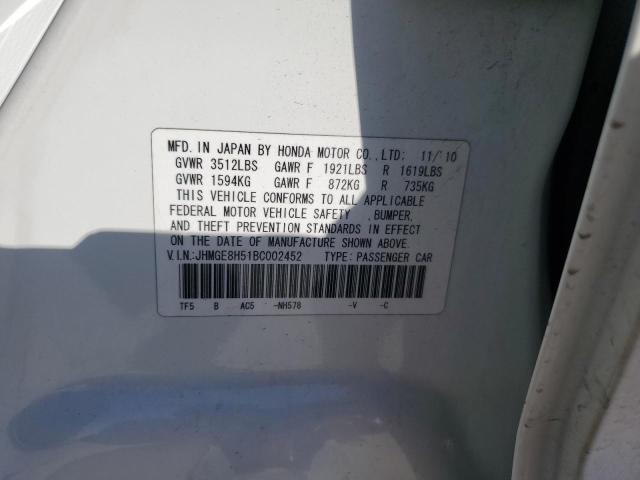 MFD. IN JAPAN BY HONDA MOTOR CO., LTD: 11/10
GVWR 3512LBS GAWR F 1921LBS R 1619LBS
GVWR 1594KG GAWR F 872KG R 735KG
THIS VEHICLE CONFORMS TO ALL APPLICABLE
FEDERAL MOTOR VEHICLE SAFETY , BUMPER,
AND THEFT PREVENTION STANDARDS IN EFFECT
ON THE DATE OF MANUFACTURE SHOWN ABOVE.
V.I.N.:JHMGE8H51BC002452 TYPE: PASSENGER CAR
TF5 B AC5 -NH578 -V -C